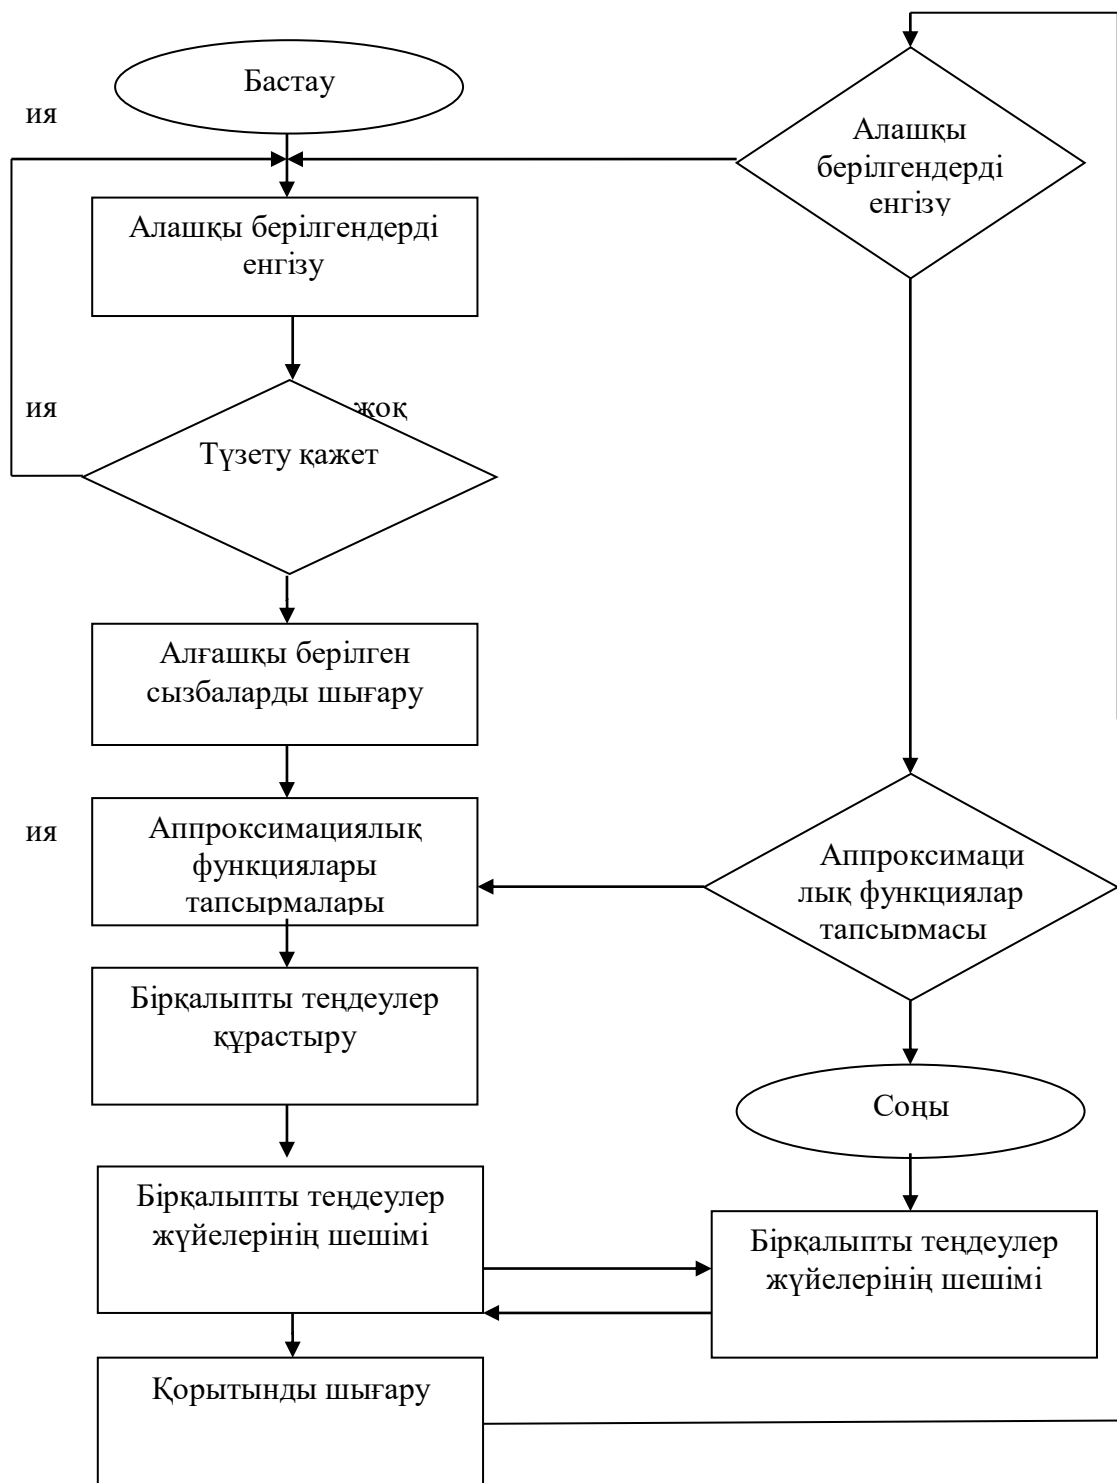 Бастау
ия
Алашқы
берілгендерді
енгізу
Алашқы берілгендерді
енгізу
ия
жоқ
Түзету қажет
Алғашқы берілген
сызбаларды шығару
ия
Аппроксимациялық
функциялары
тапсырмалары
Аппроксимаци
лық функциялар
тапсырмасы
Бірқалыпты теңдеулер
құрастыру
Соңы
Бірқалыпты теңдеулер
жүйелерінің шешімі
Бірқалыпты теңдеулер
жүйелерінің шешімі
Қорытынды шығару